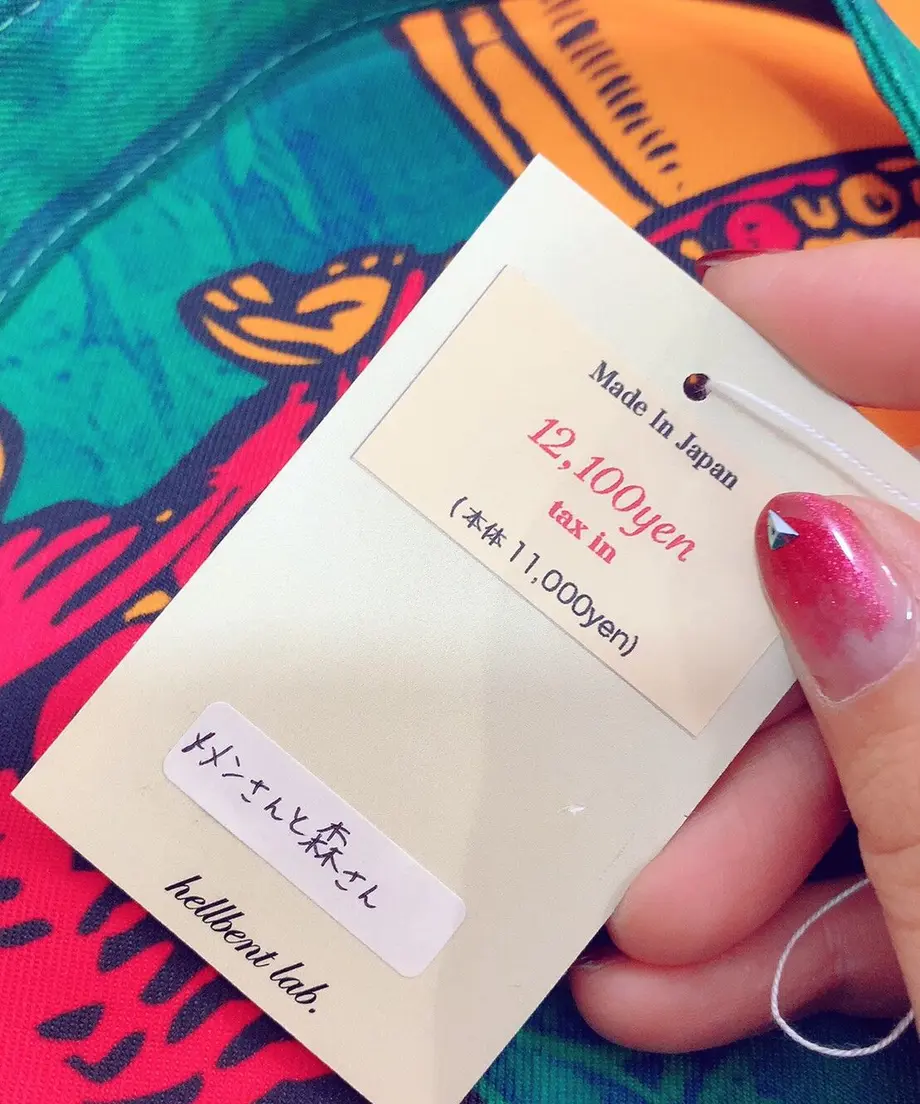 Made In Japan
12,100yen
tax in
(本体 11,000yen)
メメンさんと森さん
hellbent lab.